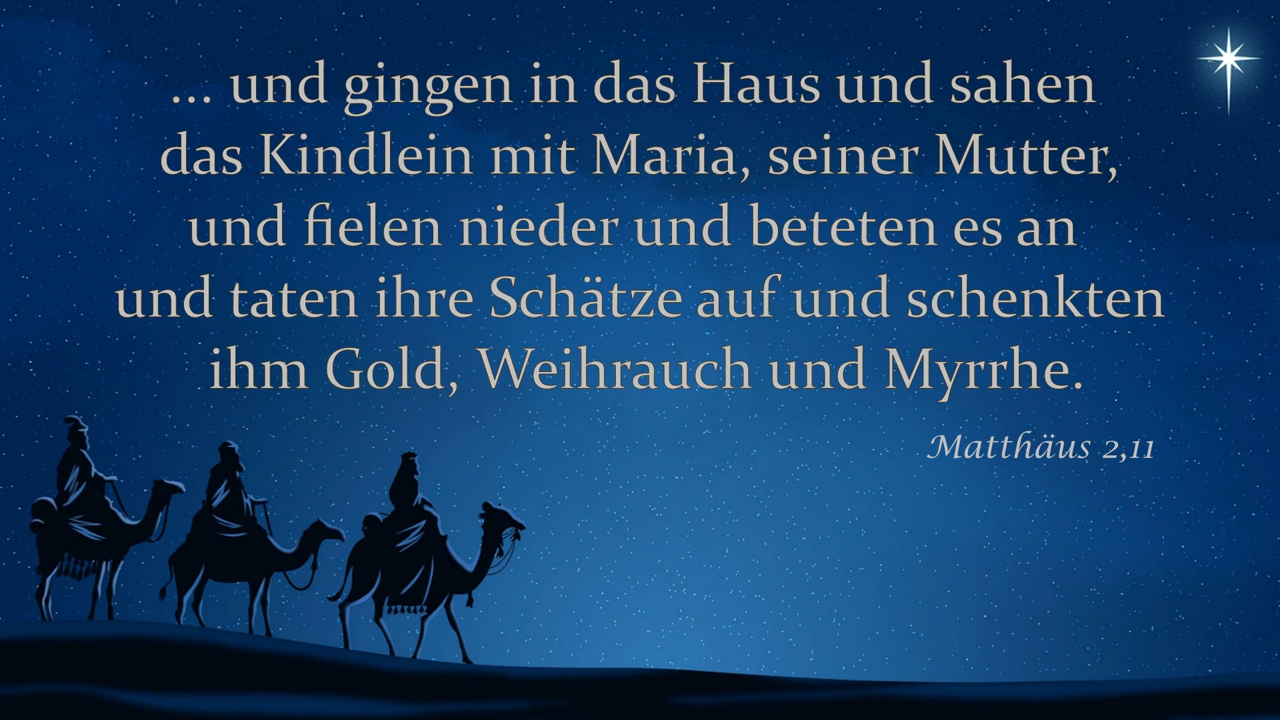 ... und gingen in das Haus und sahen
das Kindlein mit Maria, seiner Mutter,
und fielen nieder und beteten es an
und taten ihre Schätze auf und schenkten
ihm Gold, Weihrauch und Myrrhe.
Matthäus 2,11